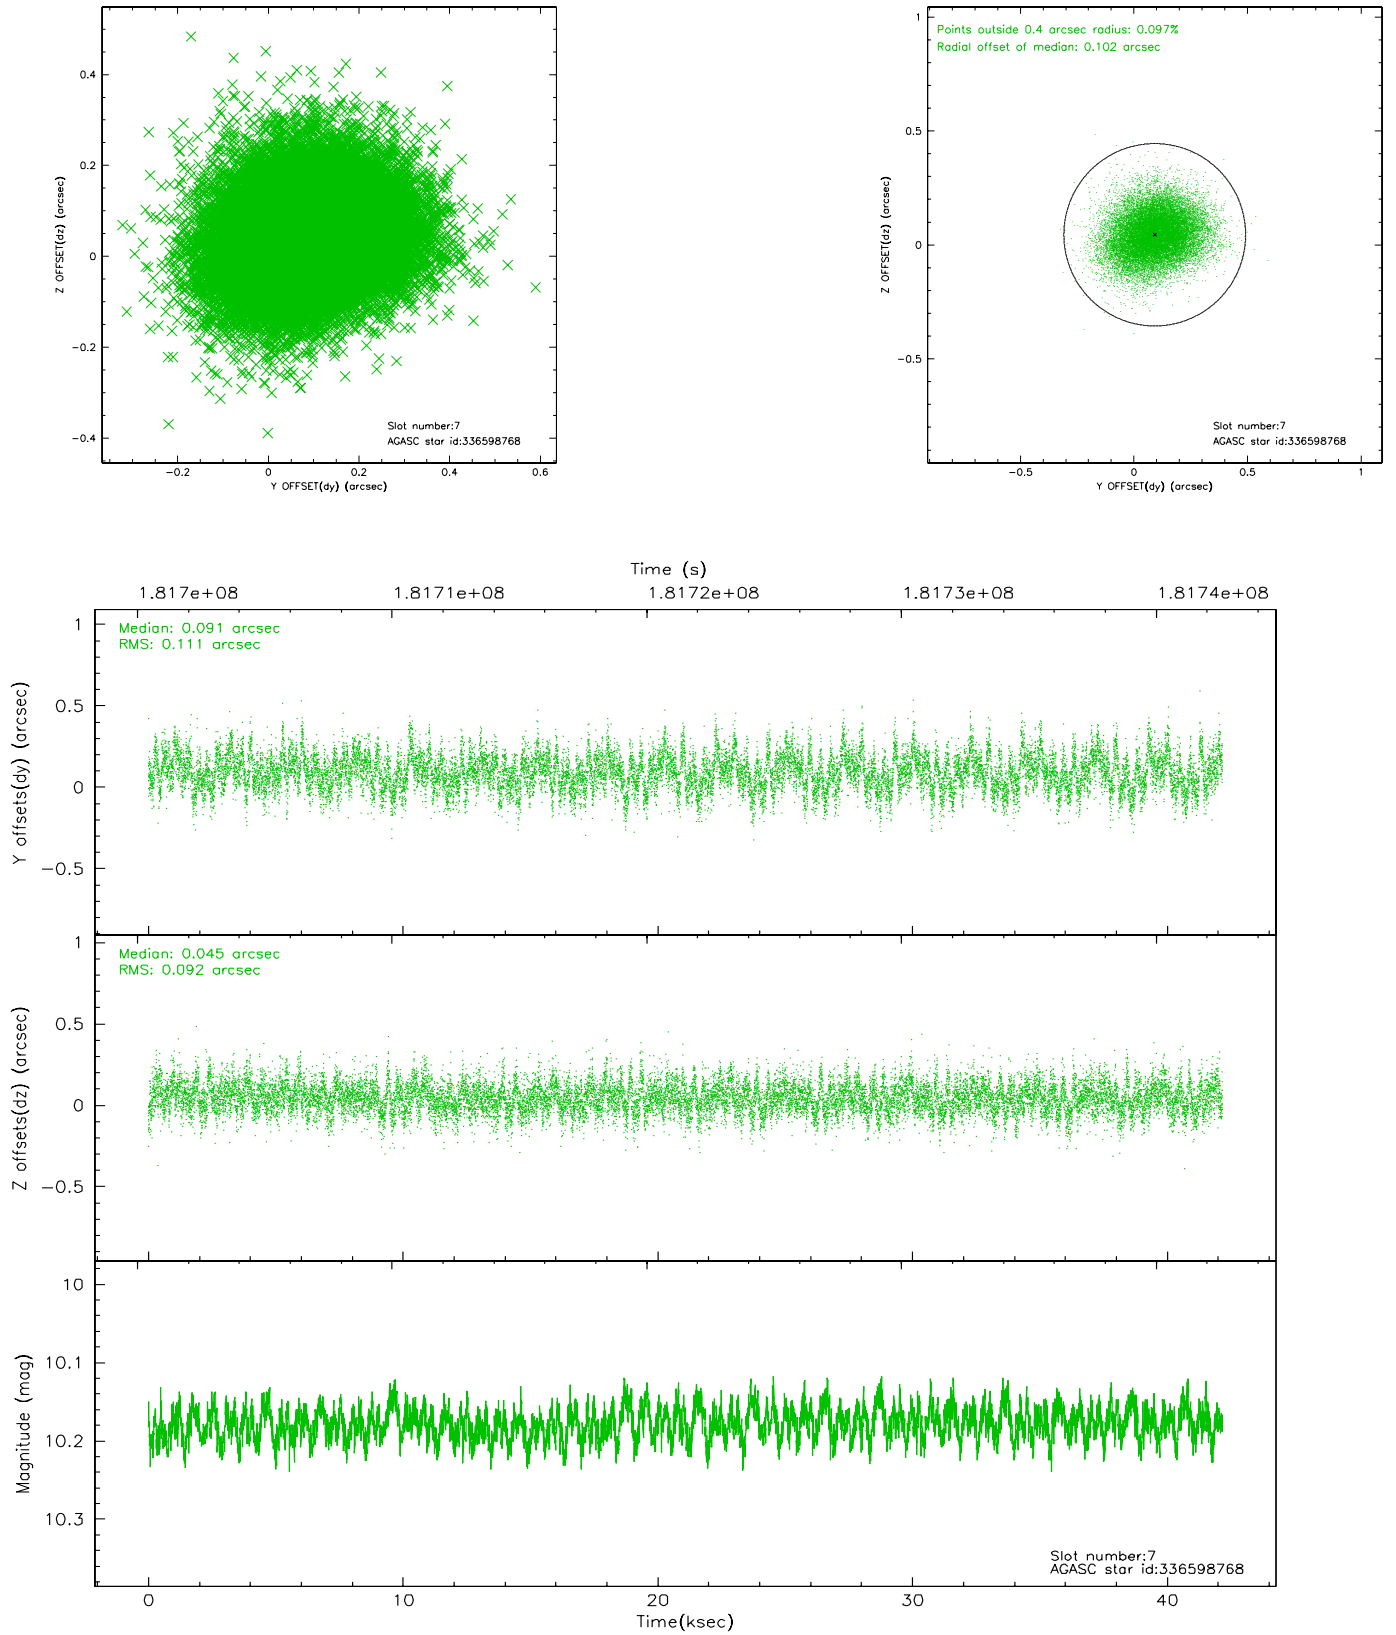 0.4
0.2
0
−0.2
−0.4
Z OFFSET(dz) (arcsec)
−0.2 0 0.2 0.4 0.6
Y OFFSET(dy) (arcsec)
Slot number:7
AGASC star id:336598768
Points outside 0.4 arcsec radius: 0.097%
Radial offset of median: 0.102 arcsec
1
0.5
0
−0.5
Z OFFSET(dz) (arcsec)
−0.5 0 0.5 1
Y OFFSET(dy) (arcsec)
Slot number:7
AGASC star id:336598768
Time (s)
1.817e+08 1.8171e+08 1.8172e+08 1.8173e+08 1.8174e+08
Median: 0.091 arcsec
RMS: 0.111 arcsec
1
0.5
0
−0.5
Y offsets(dy) (arcsec)
Median: 0.045 arcsec
RMS: 0.092 arcsec
1
0.5
0
−0.5
Z offsets(dz) (arcsec)
10
10.1
10.2
10.3
Magnitude (mag)
Slot number:7
AGASC star id:336598768
0 10 20 30 40
Time(ksec)